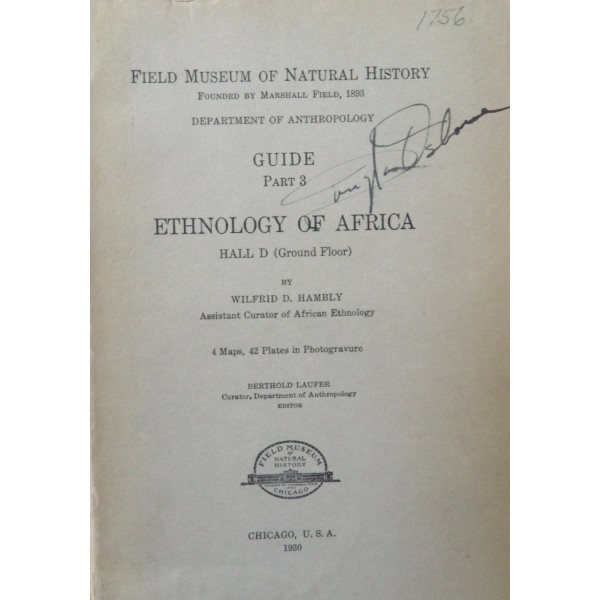 1756
FIELD MUSEUM OF NATURAL HISTORY
FOUNDED BY MARSHALL FIELD, 1893
DEPARTMENT OF ANTHROPOLOGY
GUIDE
PART 3
ETHNOLOGY OF AFRICA
HALL D (Ground Floor)
BY
WILFRID D. HAMBLY
Assistant Curator of African Ethnology
4 Maps, 42 Plates in Photogravure
BERTHOLD LAUFER
Curator, Department of Anthropology
EDITOR
FIELD MUSEUM
OF
NATURAL
HISTORY
CHICAGO
CHICAGO, U. S. A.
1930